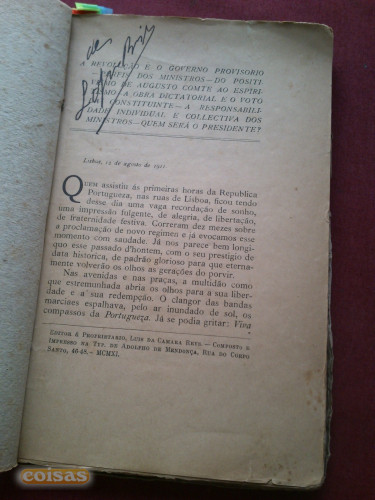 de
A REVOLUÇÃO E O GOVERNO PROVISORIO
DOS MINISTROS—DO POSITI-
VISMO DE AUGUSTO COMTE AO ESPIRI-
TISMO—A OBRA DICTATORIAL E O VOTO
DA CONSTITUINTE—A RESPONSABILI-
DADE INDIVIDUAL E COLLECTIVA DOS
MINISTROS—QUEM SERÁ O PRESIDENTE?
Lisboa, 15 de agosto de 1911.
QUEM assistiu ás primeiras horas da Republica
Portugueza, nas ruas de Lisboa, ficou tendo
desse dia uma vaga recordação de sonho,
uma impressão fulgente, de alegria, de libertação,
de fraternidade festiva. Correram dez mezes sobre
a proclamação do novo regimen e já evocamos esse
momento com saudade. Já nos parece bem longin-
quo esse passado d'hontem, com o seu prestigio de
data historica, de padrão glorioso para que eterna-
mente volverão os olhos as gerações do porvir.
Nas avenidas e nas praças, a multidão como
que estremunhada abria os olhos para a sua liber-
dade e a sua redempção. O clangor das bandas
marciáes espalhava, pelo ar inundado de sol, os
compassos da Portugueza. Já se podia gritar: Viva
EDITOR & PROPRIETARIO, LUIS DA CAMARA REYS.—COMPOSTO E
IMPRESSO NA TYP. DE ADOLPHO DE MENDONÇA, RUA DO CORPO
SANTO, 46-48.—MCMXI.
coisas